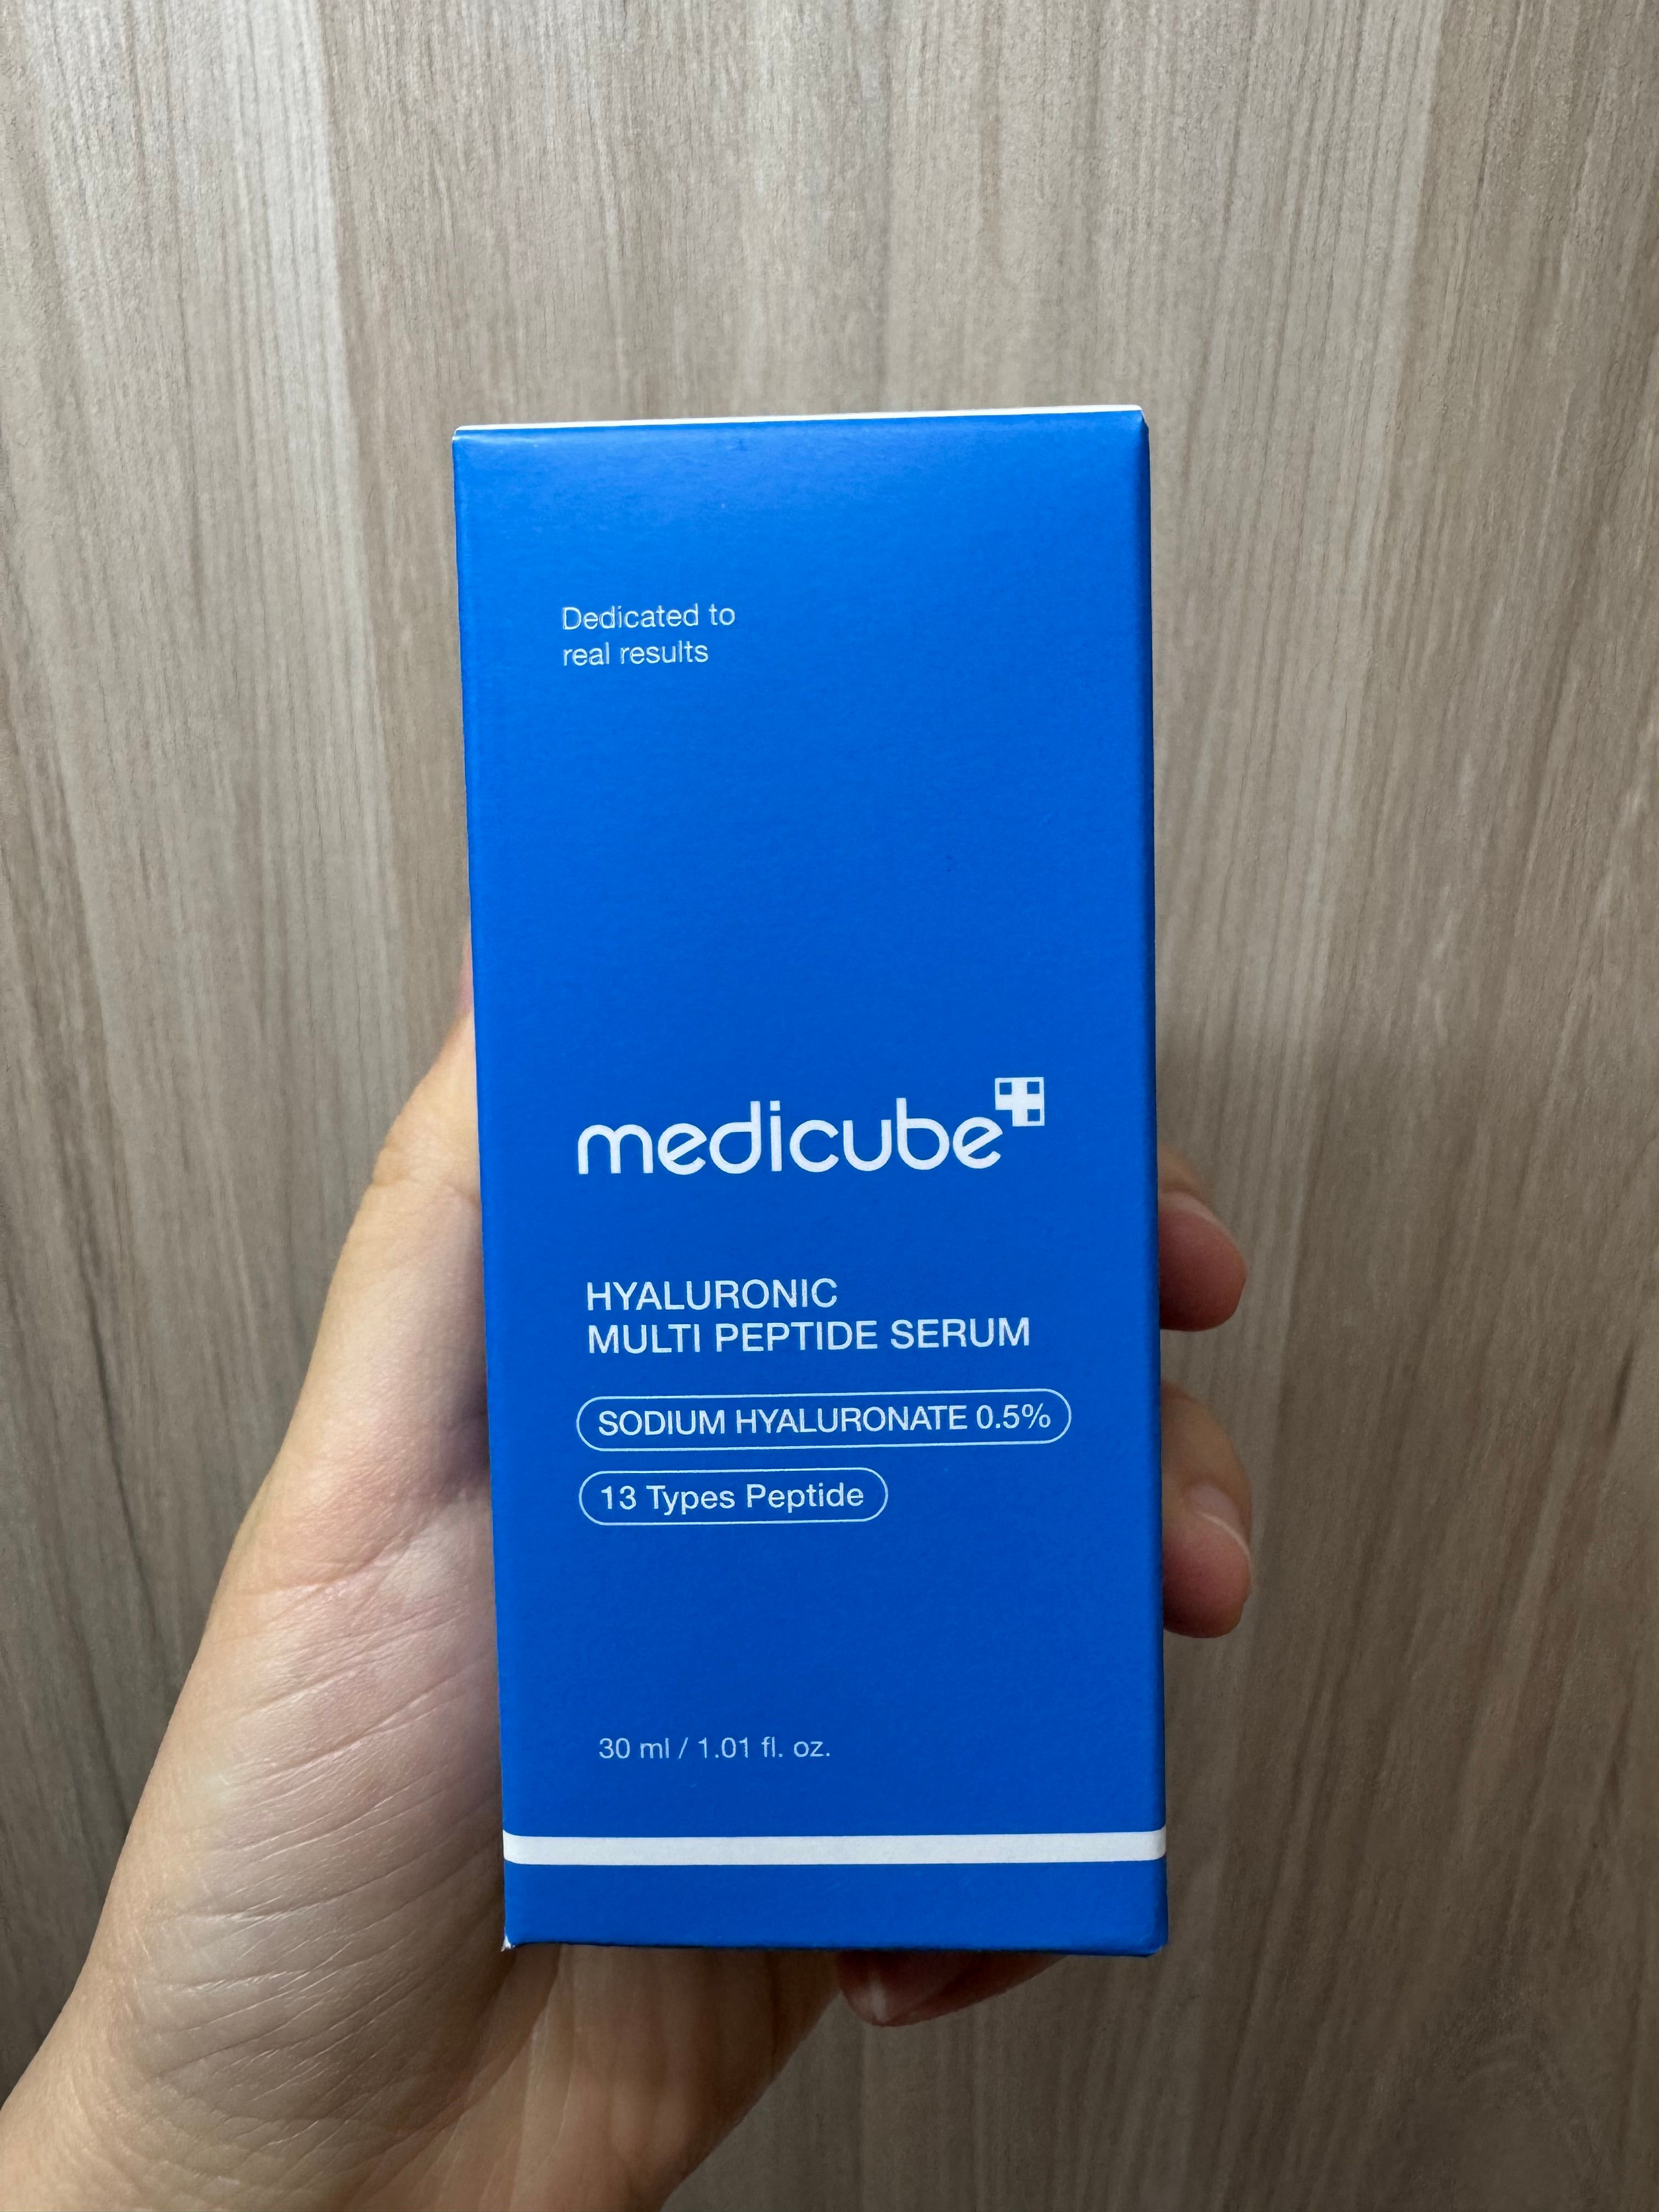 Dedicated to
real results
medicube
HYALURONIC
MULTI PEPTIDE SERUM
SODIUM HYALURONATE 0.5%
13 Types Peptide
30 ml / 1.01 fl. oz.